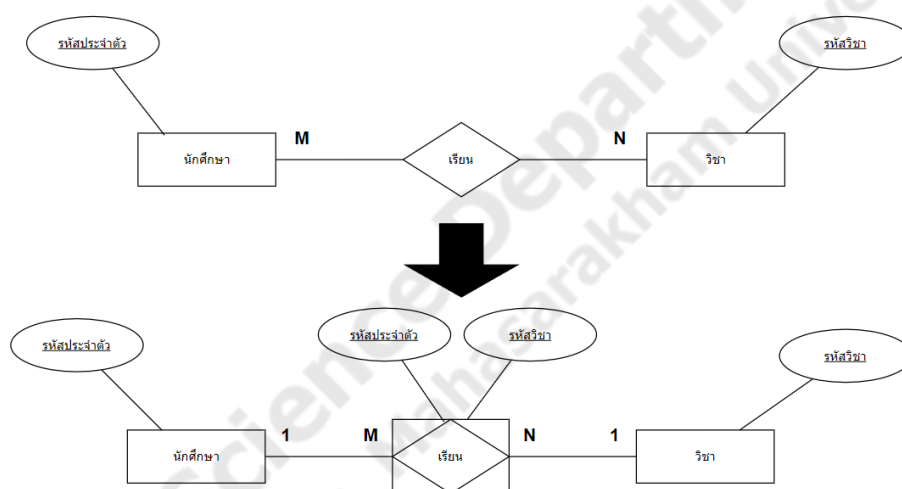 รหัสประจำตัว
รหัสวิชา
นักศึกษา
M
เรียน
N
วิชา
รหัสประจำตัว
รหัสประจำตัว
รหัสวิชา
รหัสวิชา
นักศึกษา
1
M
เรียน
N
1
วิชา
Science Departm
Mahasarakham Unive